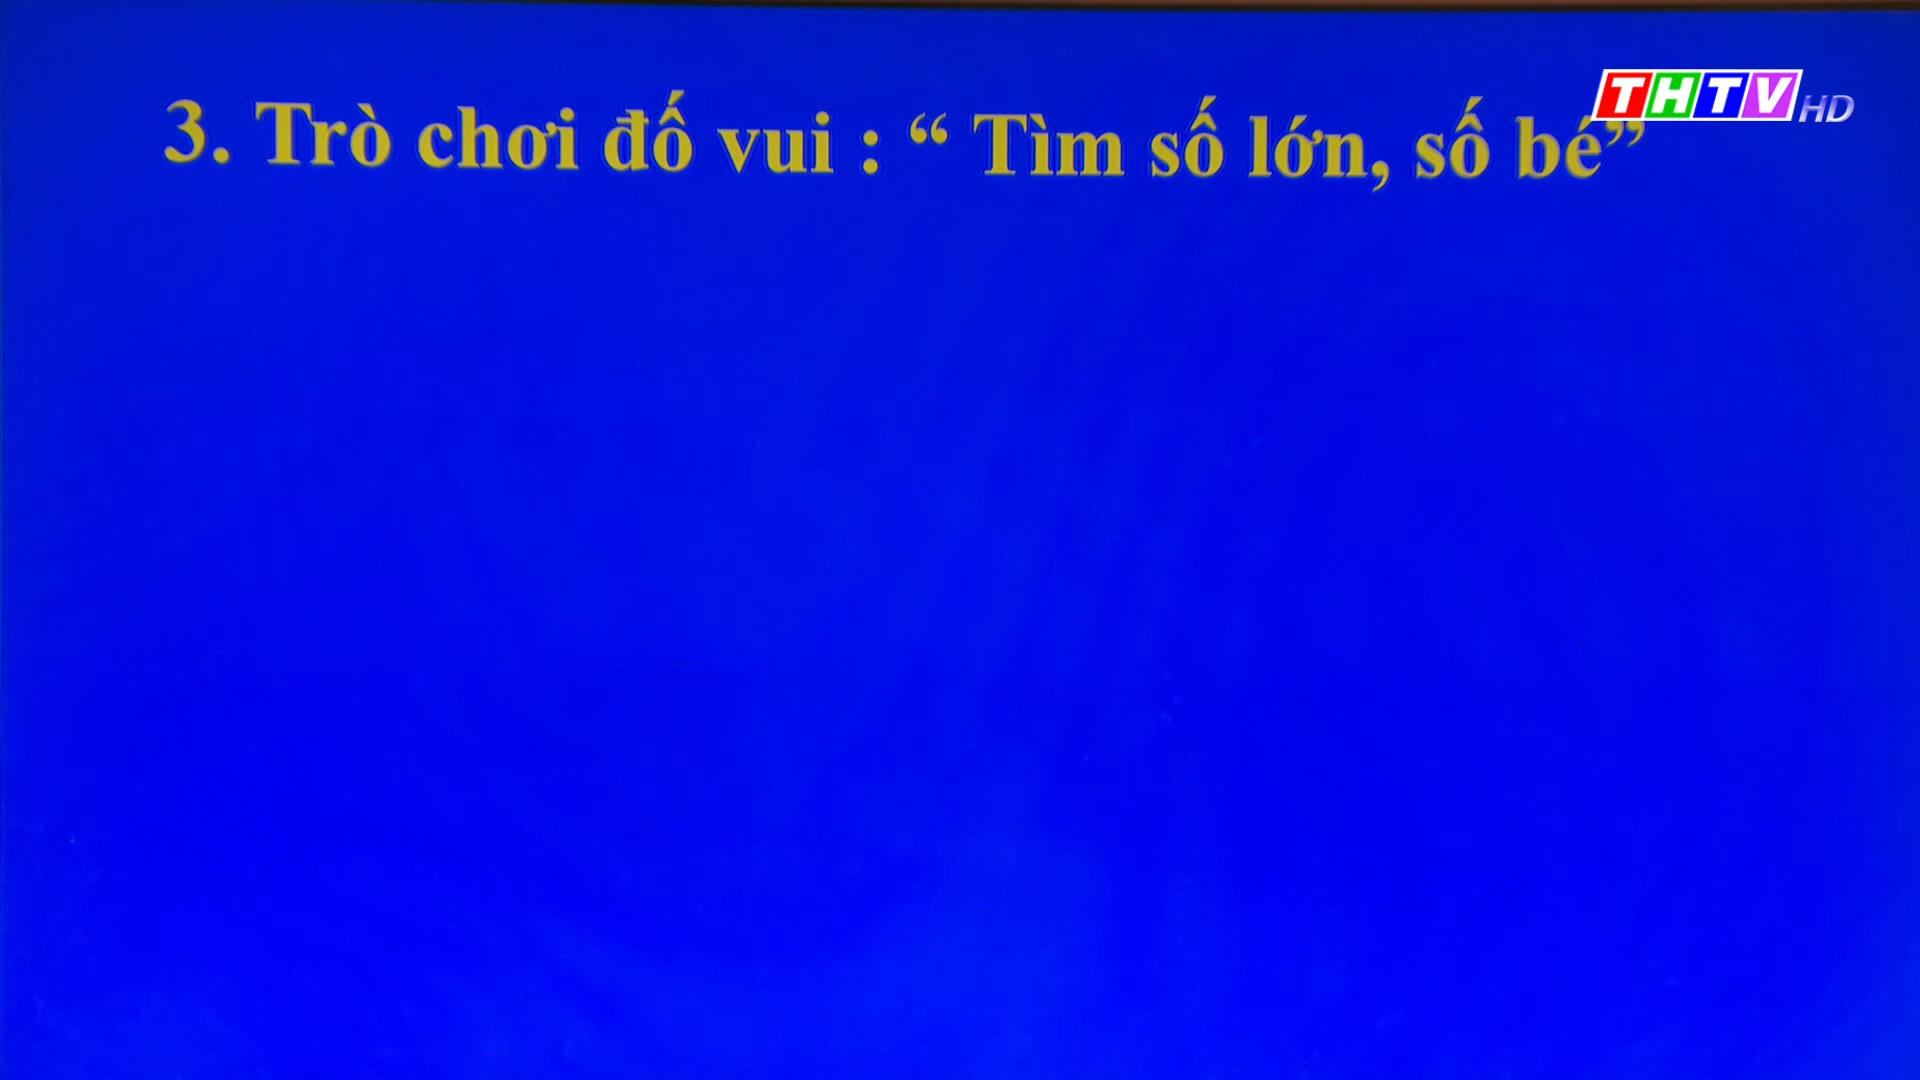 THTV HD
3. Trò chơi đố vui : “ Tìm số lớn, số bé”